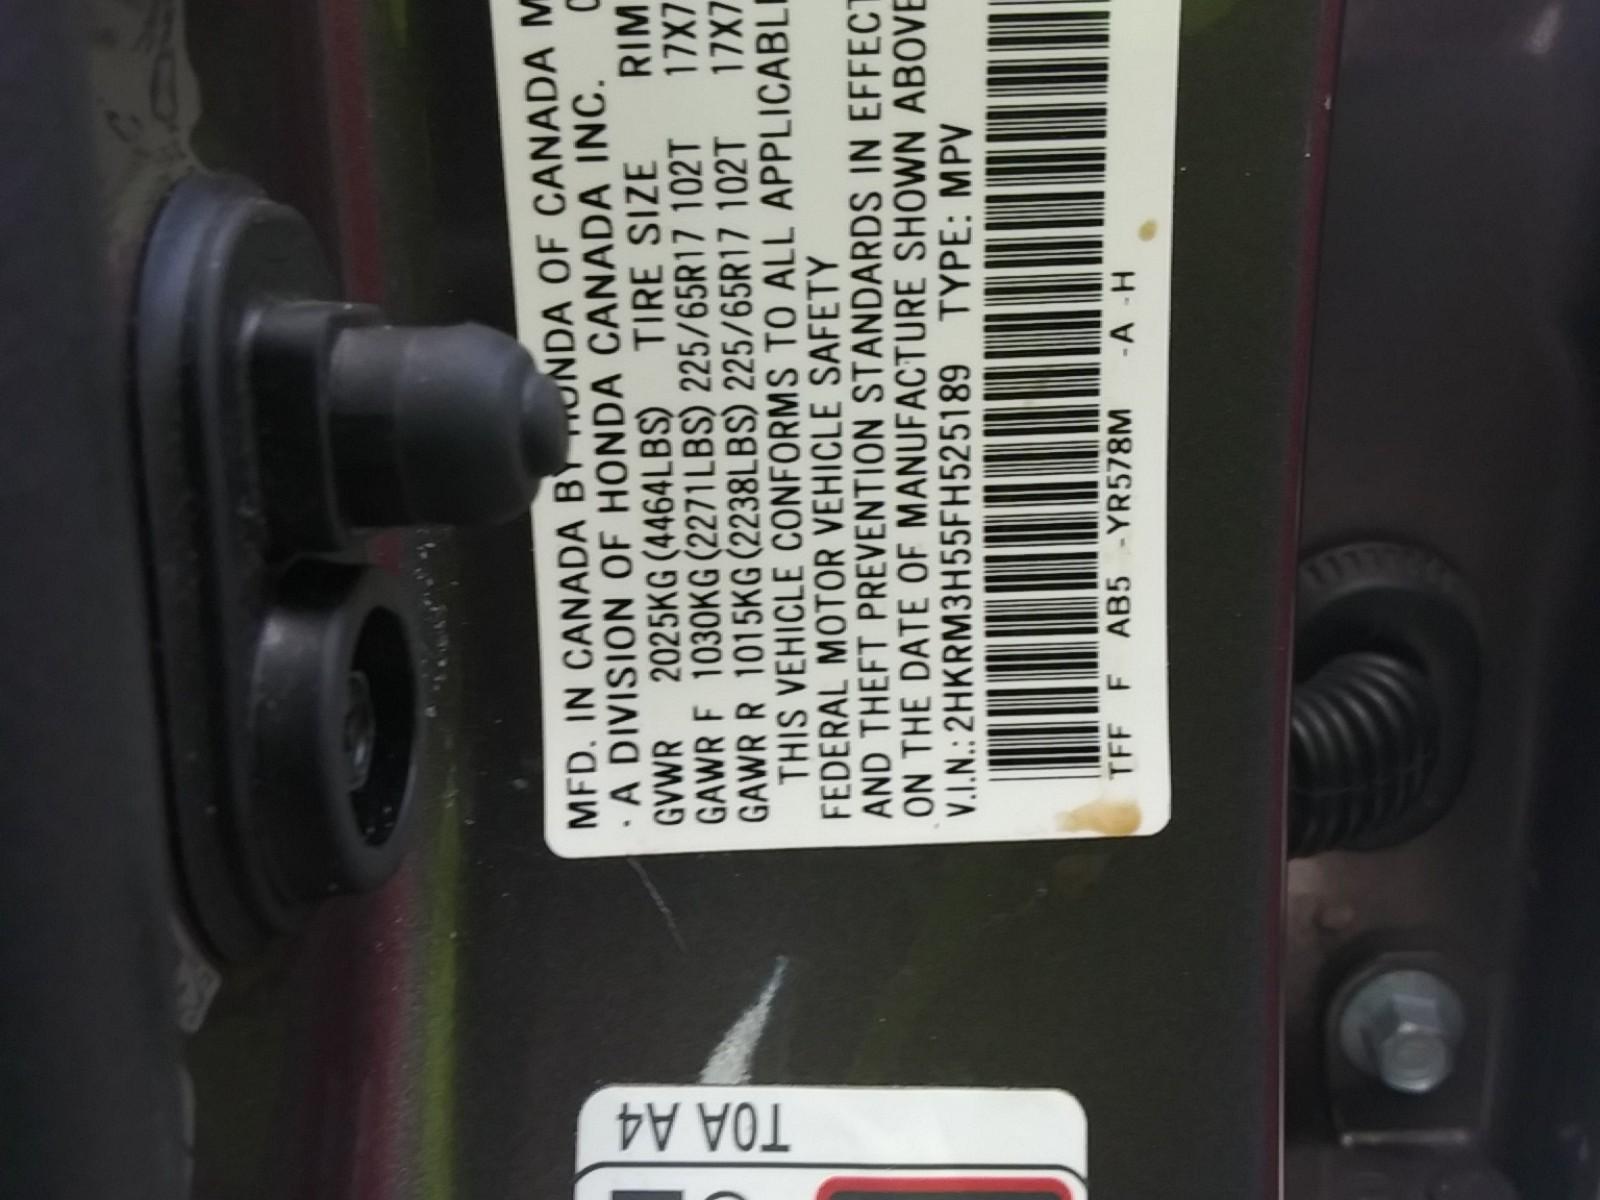 MFD. IN CANADA BY HONDA OF CANADA M
A DIVISION OF HONDA CANADA INC.
TIRE SIZE RIM
GVWR 2025KG (4464LBS)
GAWR F 1030KG (2271LBS) 225/65R17 102T 17X7
GAWR R 1015KG (2238LBS) 225/65R17 102T 17X7
THIS VEHICLE CONFORMS TO ALL APPLICABLE
FEDERAL MOTOR VEHICLE SAFETY
AND THEFT PREVENTION STANDARDS IN EFFECT
ON THE DATE OF MANUFACTURE SHOWN ABOVE
V.I.N.: 2HKRM3H55FH525189 TYPE: MPV
TFF F AB5 -YR578M -A -H
T0A A4